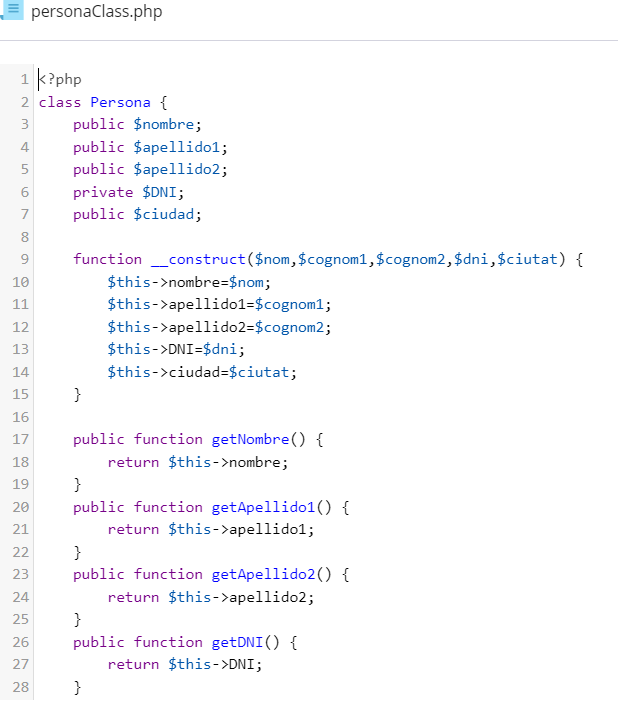 personaClass.php
1 <?php
2 class Persona {
3     public $nombre;
4     public $apellido1;
5     public $apellido2;
6     private $DNI;
7     public $ciudad;
8
9     function __construct($nom,$cognom1,$cognom2,$dni,$ciutat) {
10         $this->nombre=$nom;
11         $this->apellido1=$cognom1;
12         $this->apellido2=$cognom2;
13         $this->DNI=$dni;
14         $this->ciudad=$ciutat;
15     }
16
17     public function getNombre() {
18         return $this->nombre;
19     }
20     public function getApellido1() {
21         return $this->apellido1;
22     }
23     public function getApellido2() {
24         return $this->apellido2;
25     }
26     public function getDNI() {
27         return $this->DNI;
28     }